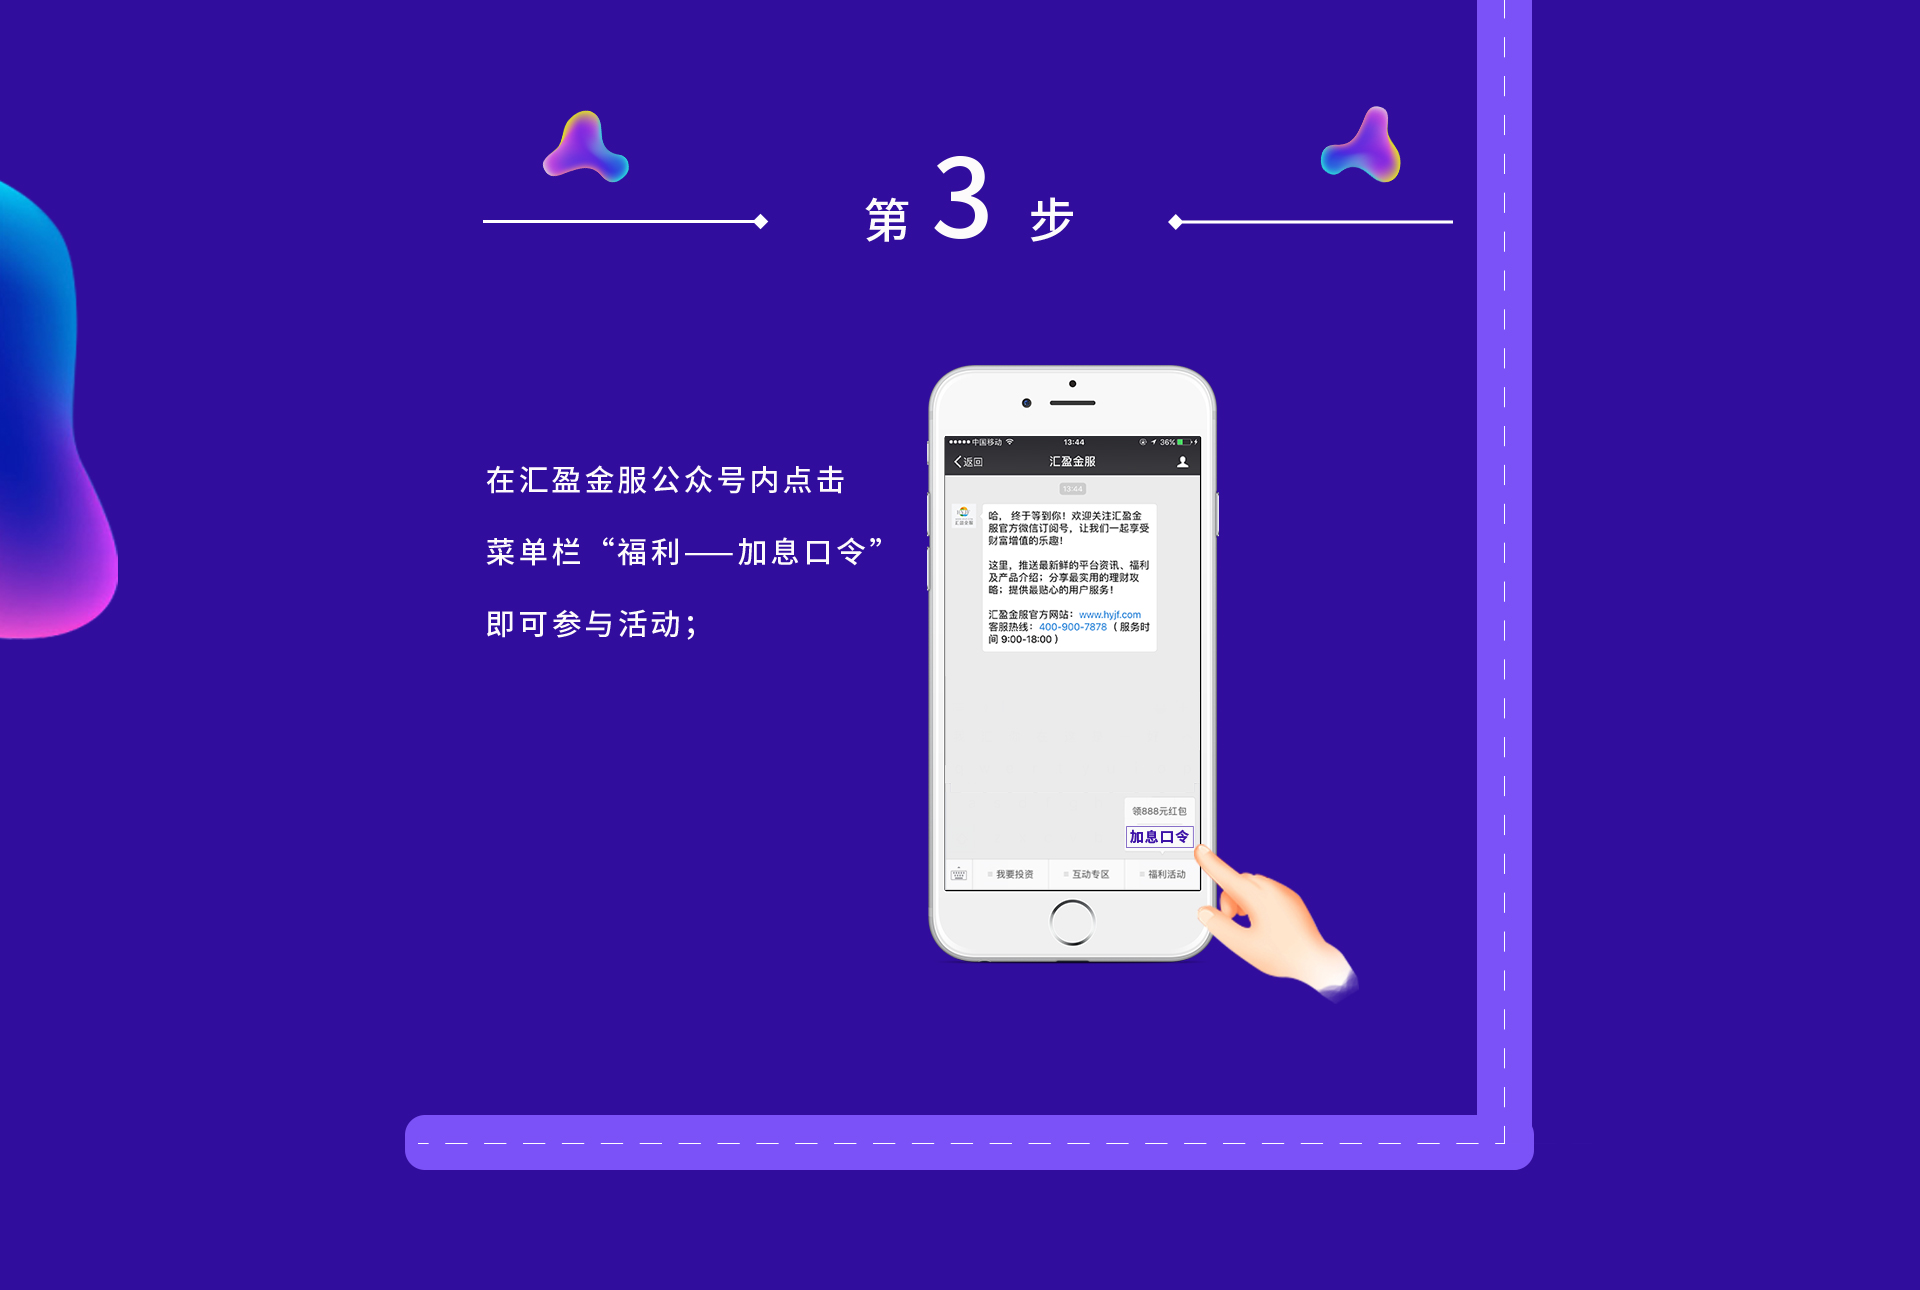 第 3 步
在汇盈金服公众号内点击
菜单栏“福利——加息口令”
即可参与活动；
中国移动 13:44 36%
返回 汇盈金服
13:44
汇盈金服
哈， 终于等到你！欢迎关注汇盈金
服官方微信订阅号，让我们一起享受
财富增值的乐趣！
这里，推送最新鲜的平台资讯、福利
及产品介绍；分享最实用的理财攻
略；提供最贴心的用户服务！
汇盈金服官方网站：www.hyjf.com
客服热线：400-900-7878（服务时
间 9:00-18:00）
领888元红包
加息口令
我要投资 互动专区 福利活动